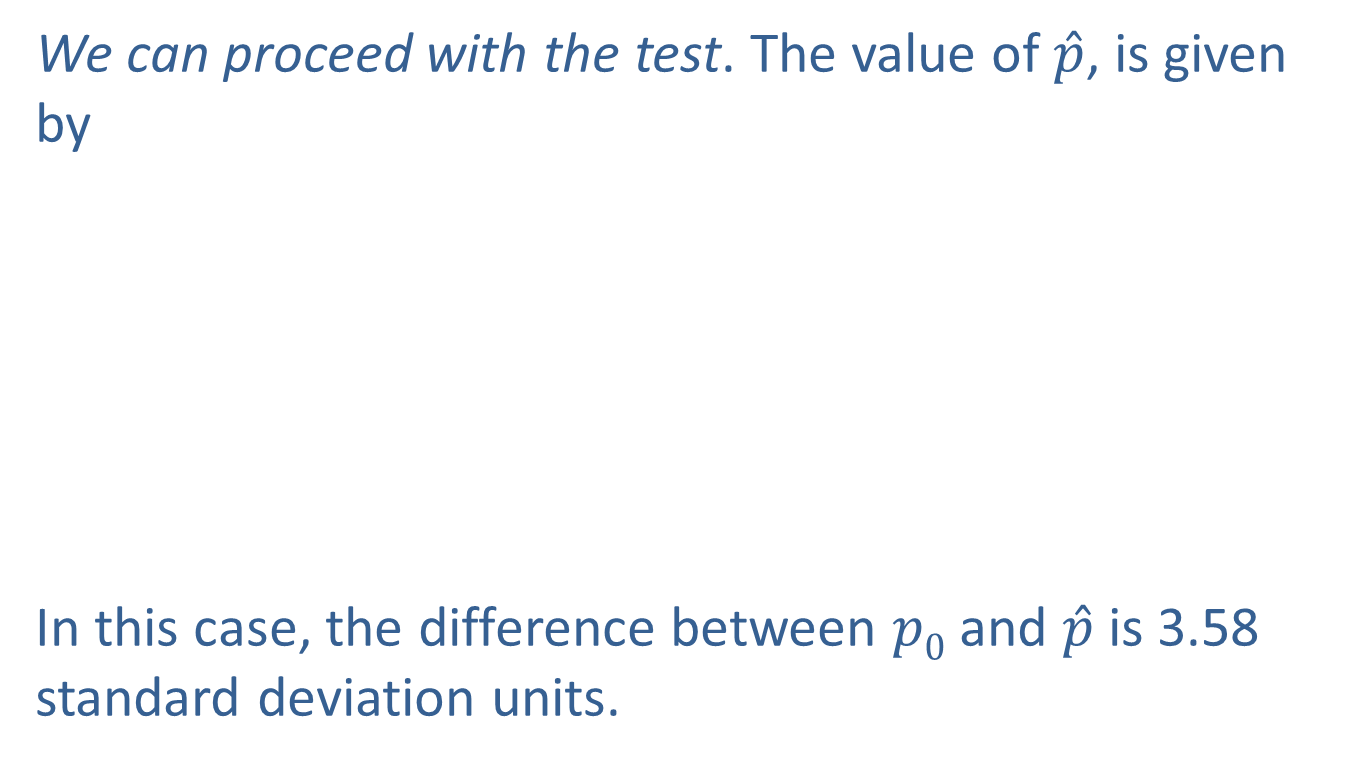 We can proceed with the test. The value of p̂, is given
by
In this case, the difference between p₀ and p̂ is 3.58
standard deviation units.